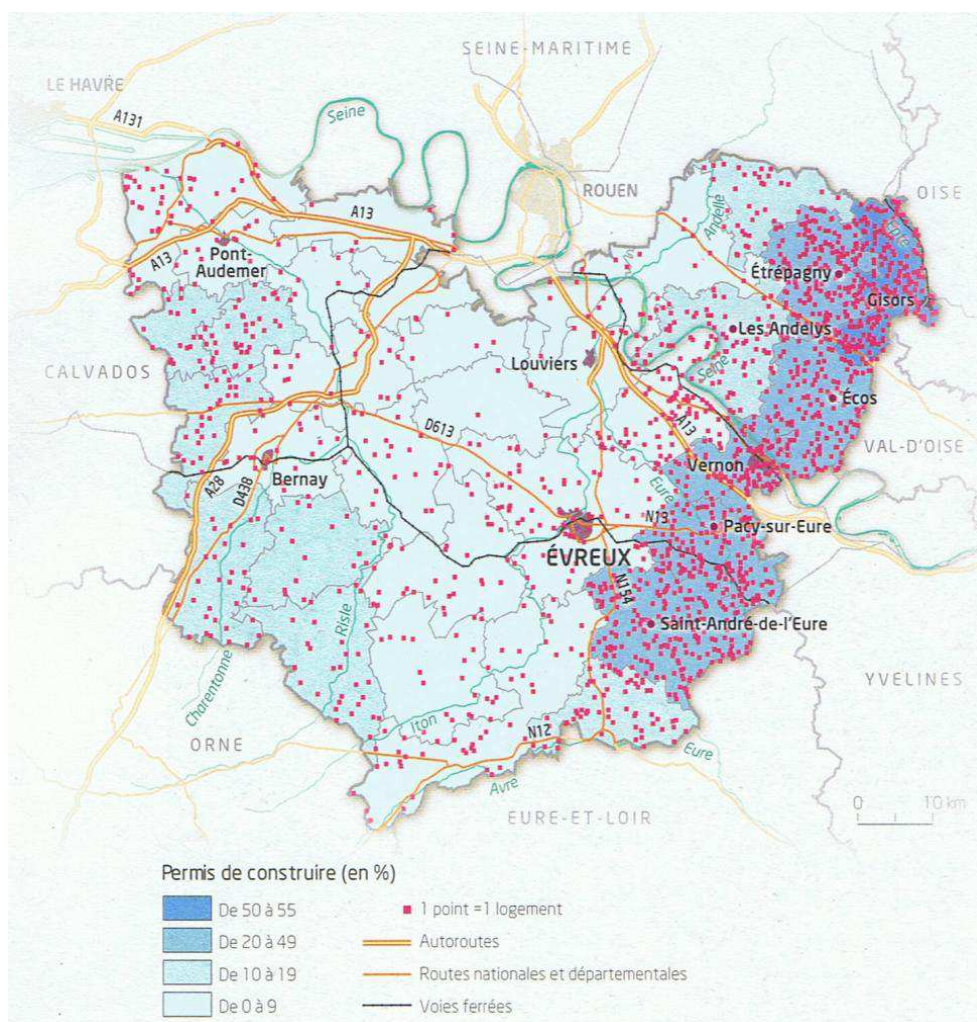 SEINE-MARITIME
LE HAVRE
A131
Seine
OISE
ROUEN
Andelle
Epte
A13
Pont-
Audemer
A13
Étrépagny
Gisors
Les Andelys
CALVADOS
Louviers
Seine
Écos
D613
A13
VAL-D'OISE
Vernon
Bernay
A28
D438
Eure
N13
Pacy-sur-Eure
ÉVREUX
N154
Risle
Saint-André-de-l'Eure
Charentonne
YVELINES
Iton
ORNE
N12
Eure
Avre
EURE-ET-LOIR
0 10 km
Permis de construire (en %)
De 50 à 55
1 point =1 logement
De 20 à 49
Autoroutes
De 10 à 19
Routes nationales et départementales
De 0 à 9
Voies ferrées